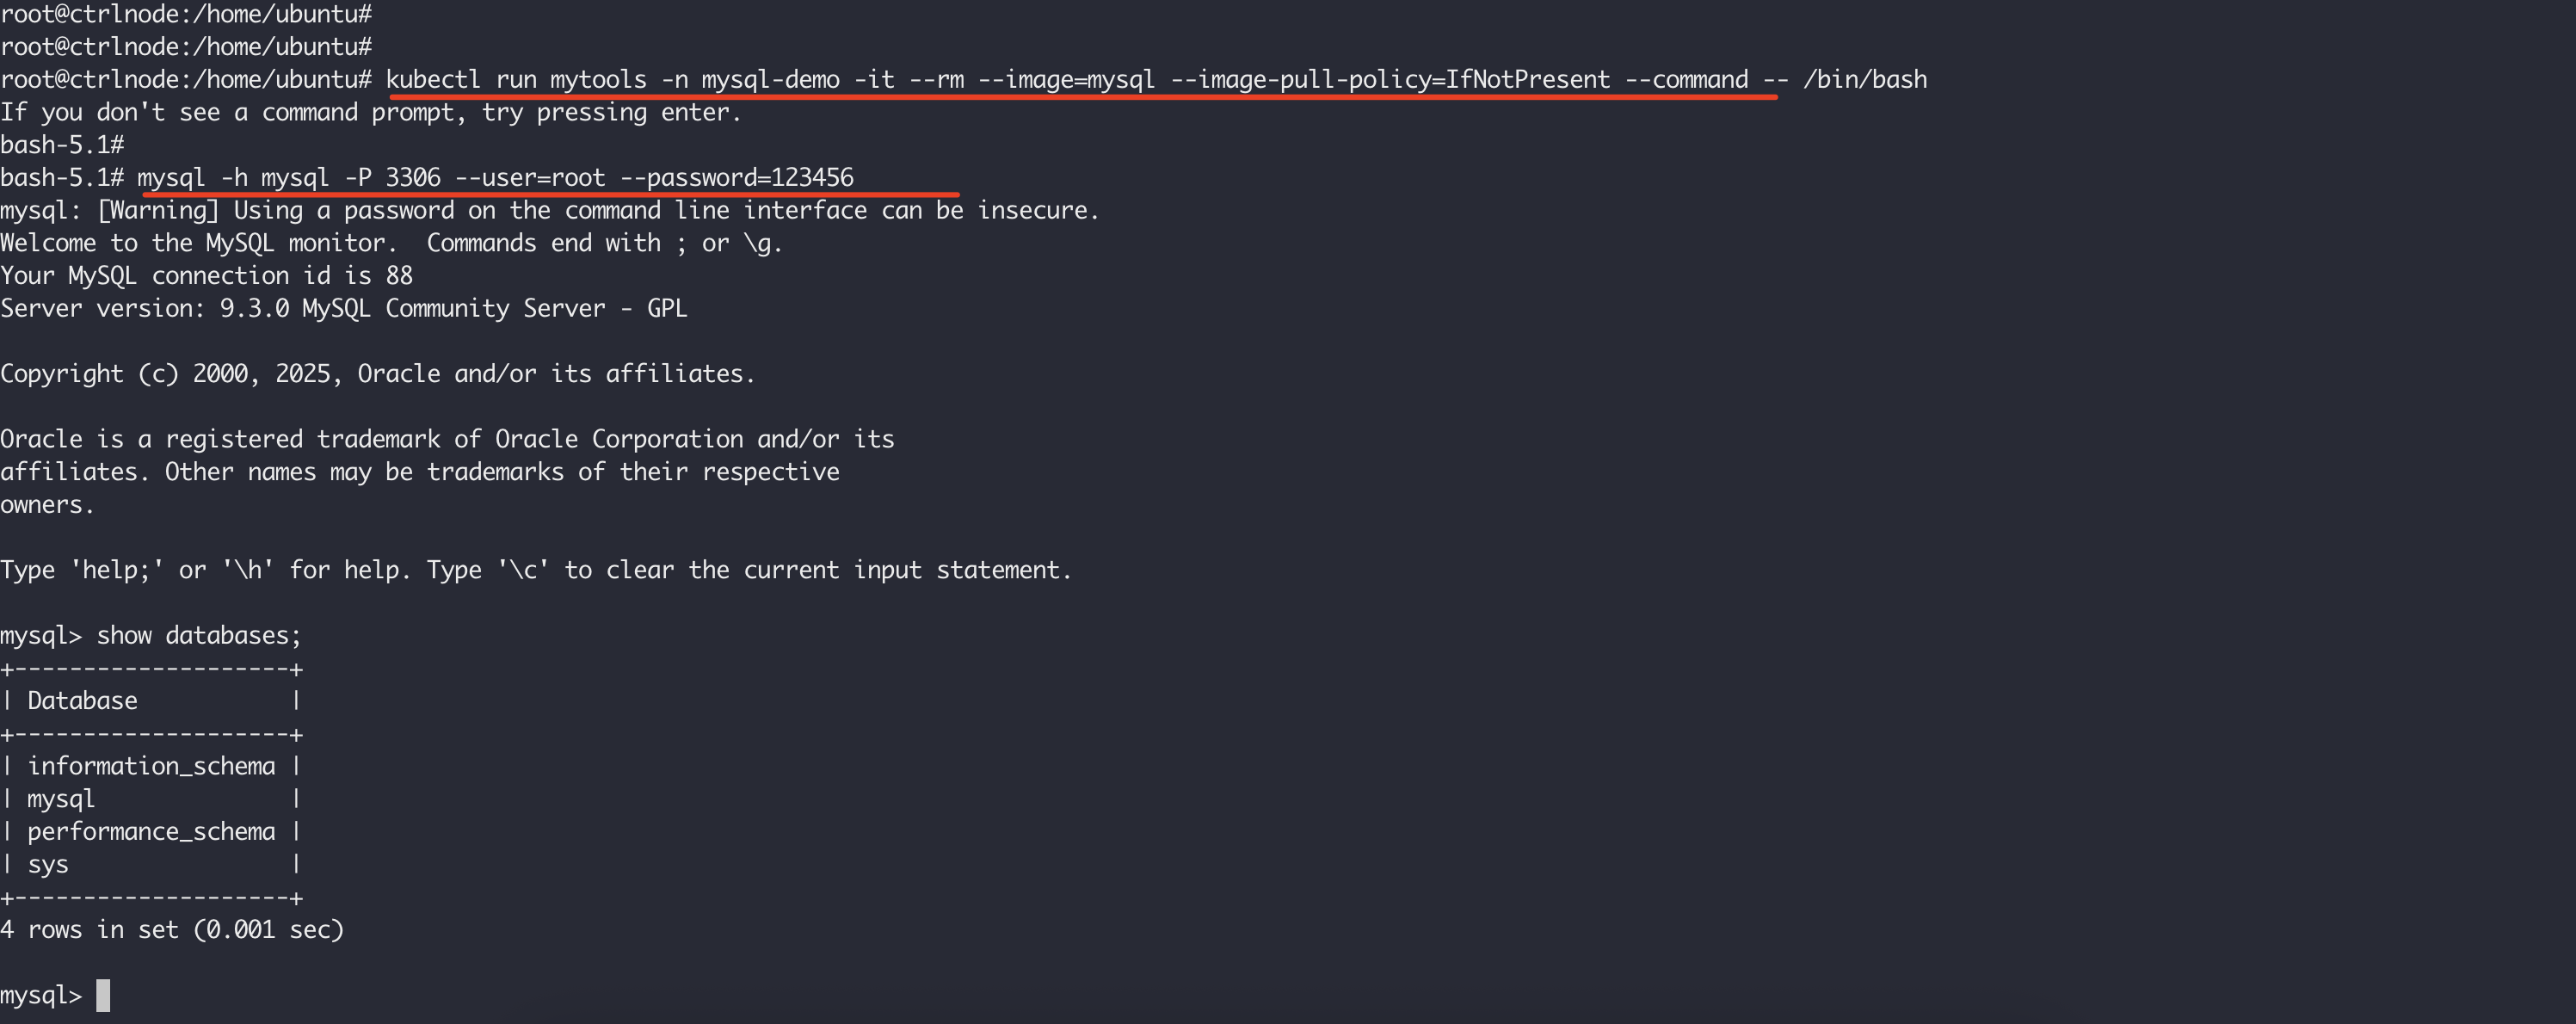 root@ctrlnode:/home/ubuntu#
root@ctrlnode:/home/ubuntu#
root@ctrlnode:/home/ubuntu# kubectl run mytools -n mysql-demo -it --rm --image=mysql --image-pull-policy=IfNotPresent --command -- /bin/bash
If you don't see a command prompt, try pressing enter.
bash-5.1#
bash-5.1# mysql -h mysql -P 3306 --user=root --password=123456
mysql: [Warning] Using a password on the command line interface can be insecure.
Welcome to the MySQL monitor.  Commands end with ; or \g.
Your MySQL connection id is 88
Server version: 9.3.0 MySQL Community Server - GPL

Copyright (c) 2000, 2025, Oracle and/or its affiliates.

Oracle is a registered trademark of Oracle Corporation and/or its
affiliates. Other names may be trademarks of their respective
owners.

Type 'help;' or '\h' for help. Type '\c' to clear the current input statement.

mysql> show databases;
+--------------------+
| Database           |
+--------------------+
| information_schema |
| mysql              |
| performance_schema |
| sys                |
+--------------------+
4 rows in set (0.001 sec)

mysql>